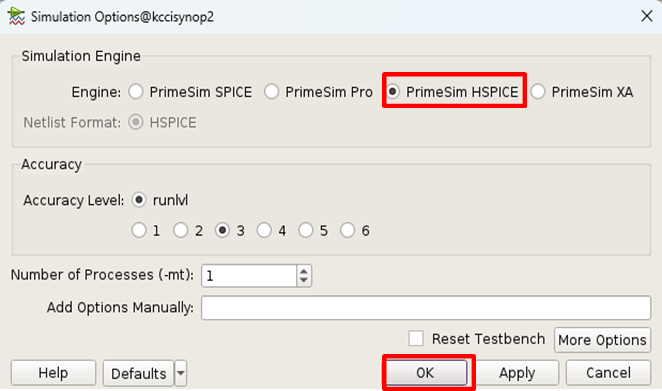 Simulation Options@kccisynop2
Simulation Engine
Engine: PrimeSim SPICE PrimeSim Pro PrimeSim HSPICE PrimeSim XA
Netlist Format: HSPICE
Accuracy
Accuracy Level: runlvl
1 2 3 4 5 6
Number of Processes (-mt): 1
Add Options Manually:
Reset Testbench More Options
Help Defaults OK Apply Cancel